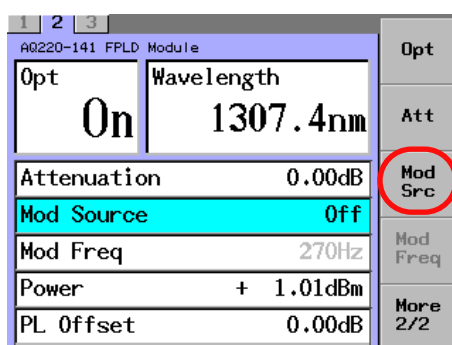 1 2 3
AQ220-141 FPLD Module
Opt Wavelength
On 1307.4nm
Attenuation 0.00dB
Mod Source Off
Mod Freq 270Hz
Power + 1.01dBm
PL Offset 0.00dB
Opt
Att
Mod
Src
Mod
Freq
More
2/2